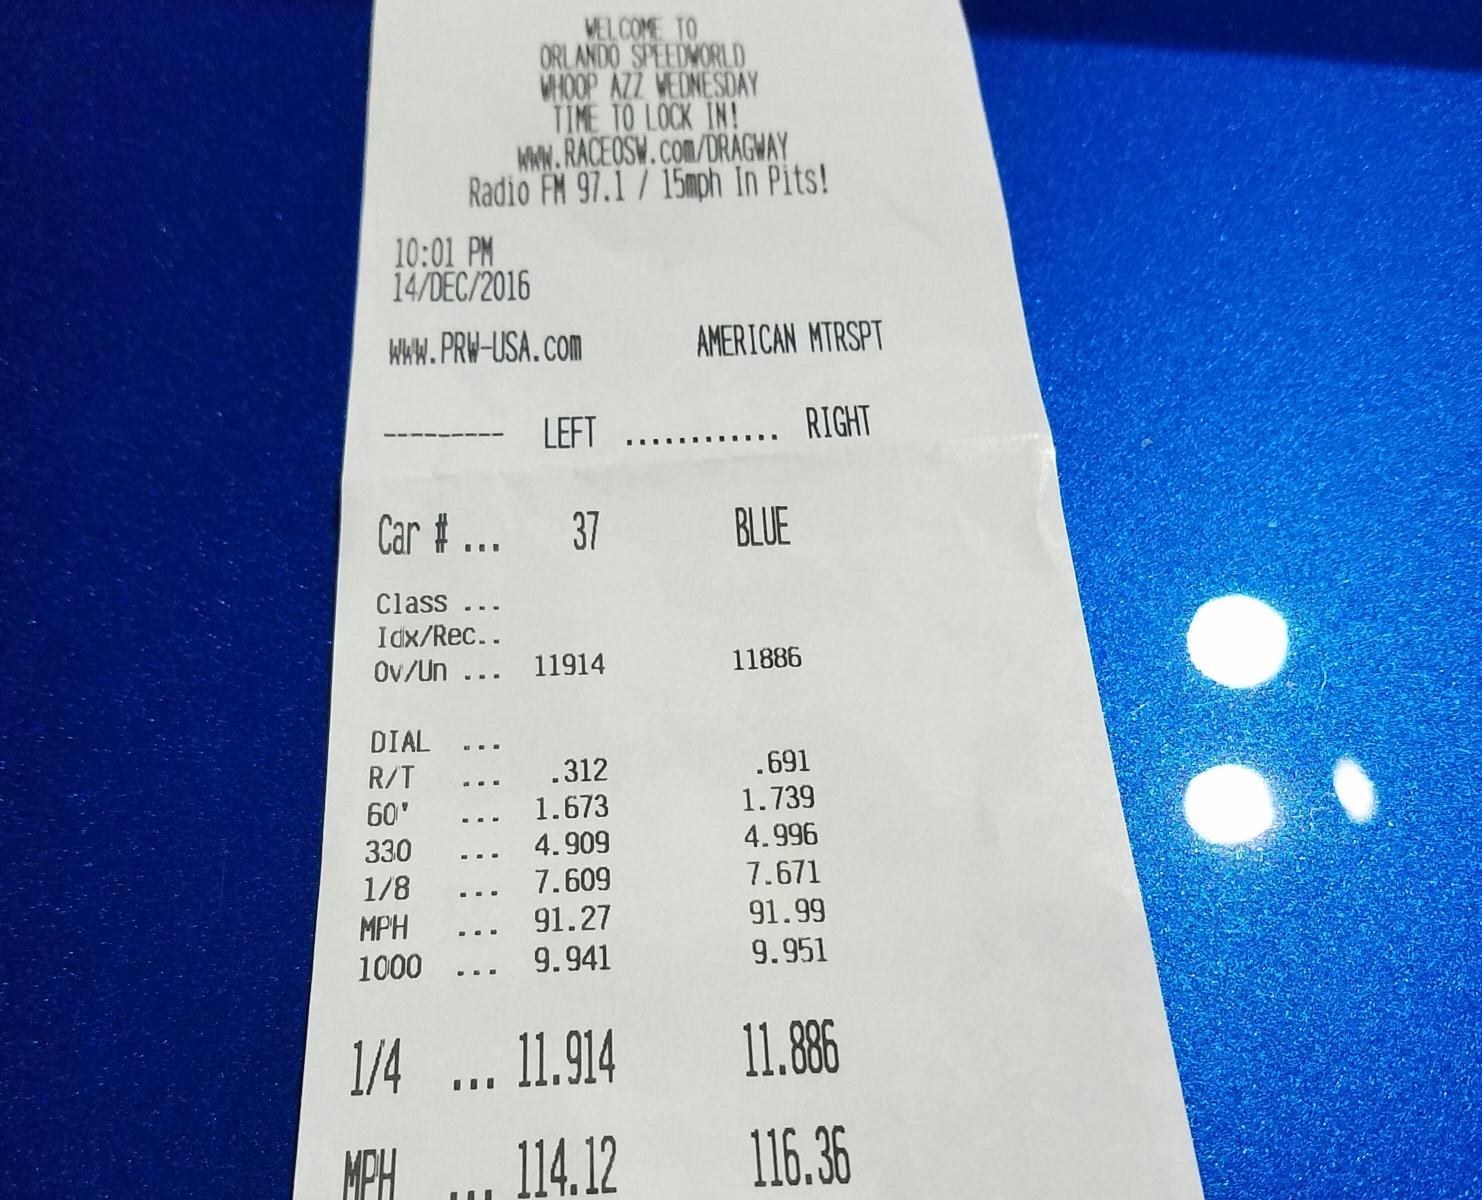 WELCOME TO
ORLANDO SPEEDWORLD
WHOOP AZZ WEDNESDAY
TIME TO LOCK IN!
www.RACEOSW.com/DRAGWAY
Radio FM 97.1 / 15mph In Pits!
10:01 PM
14/DEC/2016
www.PRW-USA.com AMERICAN MTRSPT
--------- LEFT ............ RIGHT
Car # ... 37 BLUE
Class ...
Idx/Rec..
Ov/Un ... 11914 11886
DIAL ...
R/T ... .312 .691
60' ... 1.673 1.739
330 ... 4.909 4.996
1/8 ... 7.609 7.671
MPH ... 91.27 91.99
1000 ... 9.941 9.951
1/4 ... 11.914 11.886
MPH ... 114.12 116.36